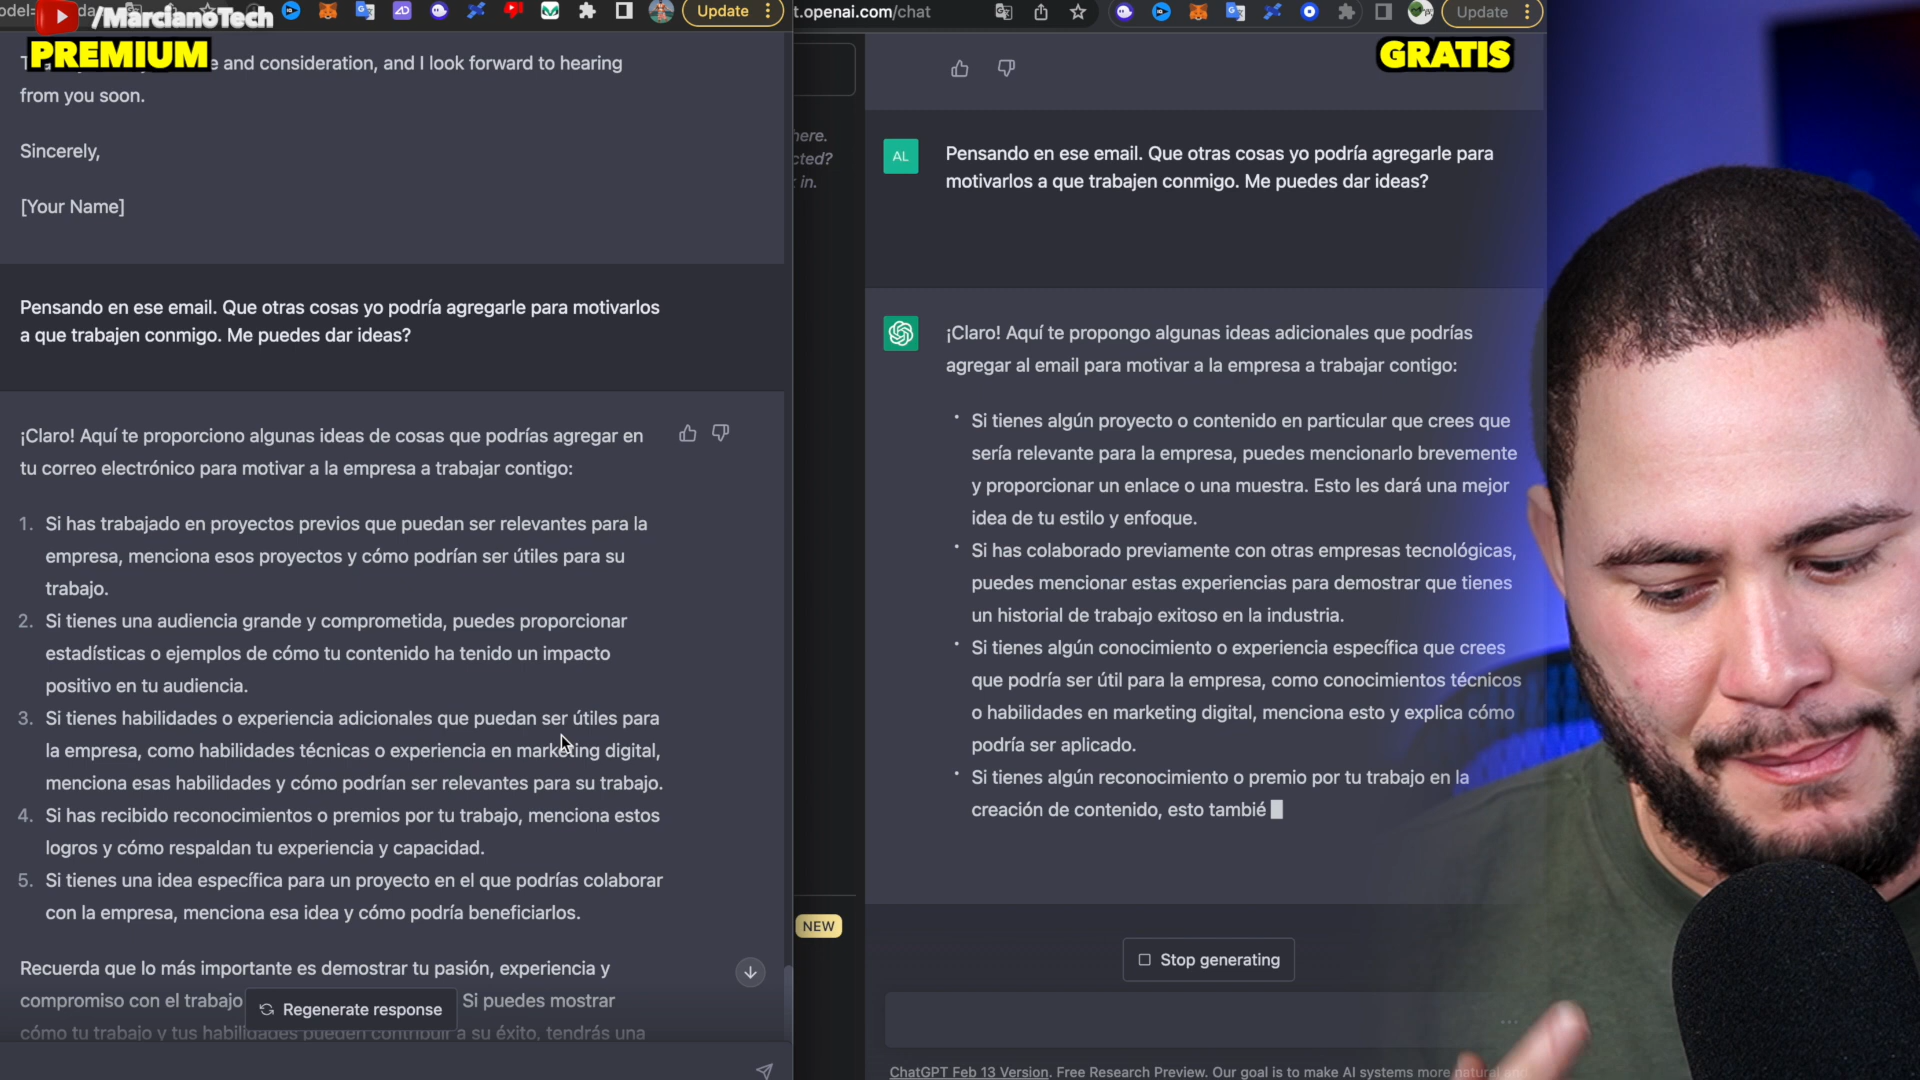 /MarcianoTech
Update
PREMIUM
e and consideration, and I look forward to hearing
from you soon.
Sincerely,
[Your Name]
Pensando en ese email. Que otras cosas yo podría agregarle para motivarlos
a que trabajen conmigo. Me puedes dar ideas?
¡Claro! Aquí te proporciono algunas ideas de cosas que podrías agregar en
tu correo electrónico para motivar a la empresa a trabajar contigo:
1. Si has trabajado en proyectos previos que puedan ser relevantes para la
empresa, menciona esos proyectos y cómo podrían ser útiles para su
trabajo.
2. Si tienes una audiencia grande y comprometida, puedes proporcionar
estadísticas o ejemplos de cómo tu contenido ha tenido un impacto
positivo en tu audiencia.
3. Si tienes habilidades o experiencia adicionales que puedan ser útiles para
la empresa, como habilidades técnicas o experiencia en marketing digital,
menciona esas habilidades y cómo podrían ser relevantes para su trabajo.
4. Si has recibido reconocimientos o premios por tu trabajo, menciona estos
logros y cómo respaldan tu experiencia y capacidad.
5. Si tienes una idea específica para un proyecto en el que podrías colaborar
con la empresa, menciona esa idea y cómo podría beneficiarlos.
Recuerda que lo más importante es demostrar tu pasión, experiencia y
compromiso con el trabajo Si puedes mostrar
cómo tu trabajo y tus habilidades pueden contribuir a su éxito, tendrás una
Regenerate response
t.openai.com/chat
Update
GRATIS
here.
cted?
in.
NEW
AL
Pensando en ese email. Que otras cosas yo podría agregarle para
motivarlos a que trabajen conmigo. Me puedes dar ideas?
¡Claro! Aquí te propongo algunas ideas adicionales que podrías
agregar al email para motivar a la empresa a trabajar contigo:
• Si tienes algún proyecto o contenido en particular que crees que
sería relevante para la empresa, puedes mencionarlo brevemente
y proporcionar un enlace o una muestra. Esto les dará una mejor
idea de tu estilo y enfoque.
• Si has colaborado previamente con otras empresas tecnológicas,
puedes mencionar estas experiencias para demostrar que tienes
un historial de trabajo exitoso en la industria.
• Si tienes algún conocimiento o experiencia específica que crees
que podría ser útil para la empresa, como conocimientos técnicos
o habilidades en marketing digital, menciona esto y explica cómo
podría ser aplicado.
• Si tienes algún reconocimiento o premio por tu trabajo en la
creación de contenido, esto tambié
Stop generating
ChatGPT Feb 13 Version. Free Research Preview. Our goal is to make AI systems more natural and